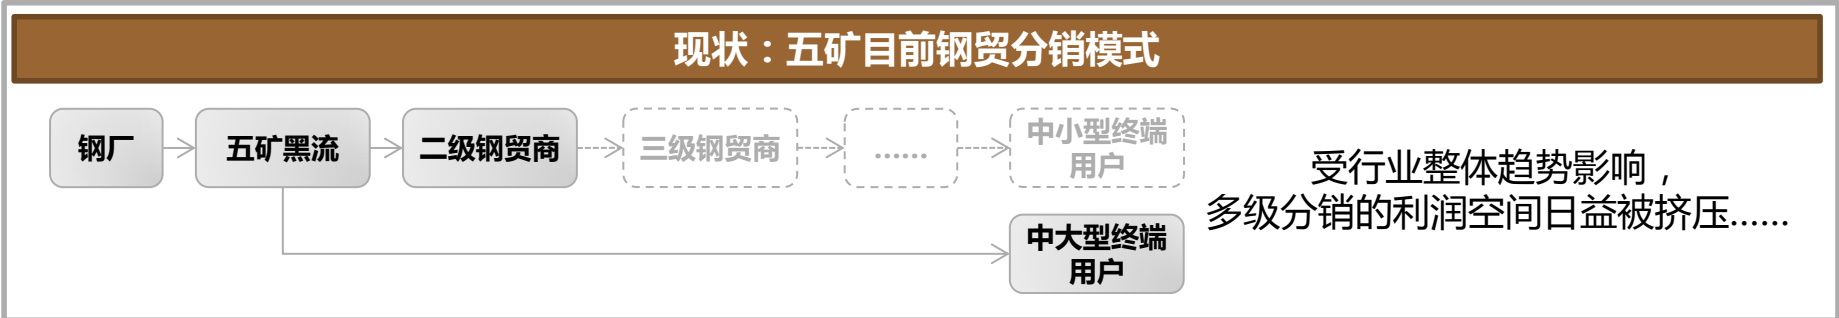 现状：五矿目前钢贸分销模式
钢厂
五矿黑流
二级钢贸商
三级钢贸商
……
中小型终端
用户
受行业整体趋势影响，
多级分销的利润空间日益被挤压……
中大型终端
用户